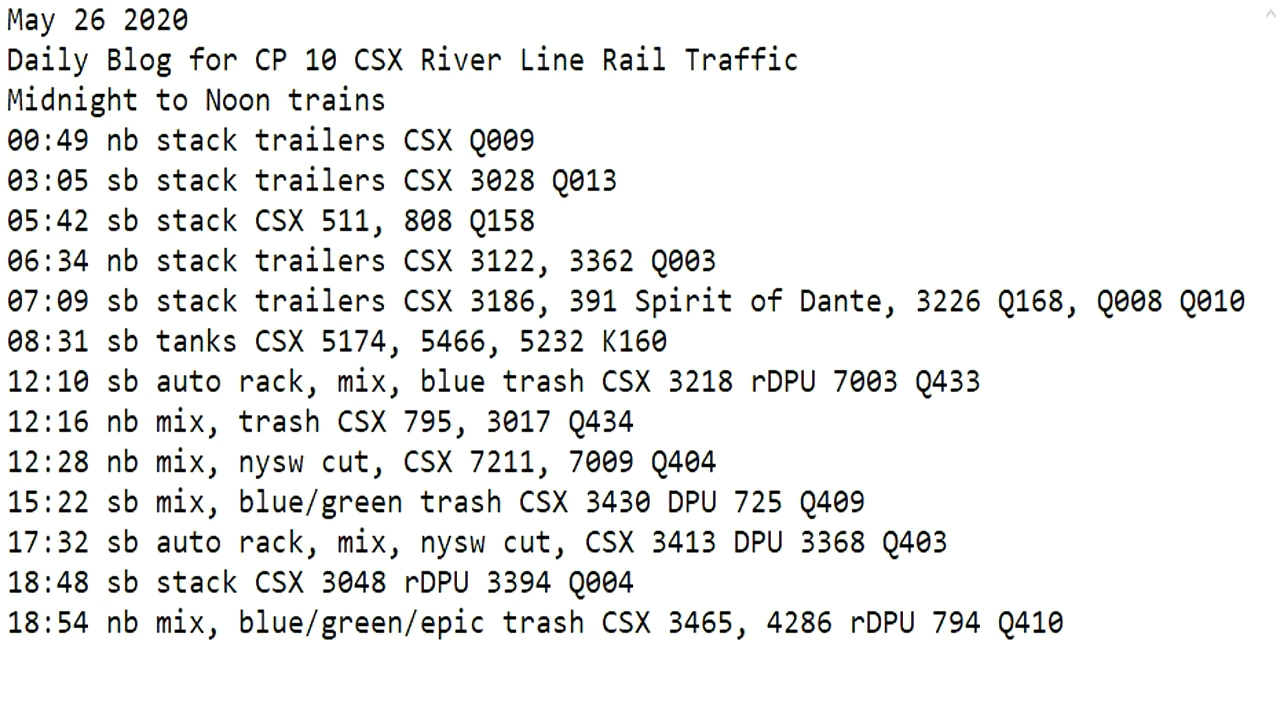 May 26 2020
Daily Blog for CP 10 CSX River Line Rail Traffic
Midnight to Noon trains
00:49 nb stack trailers CSX Q009
03:05 sb stack trailers CSX 3028 Q013
05:42 sb stack CSX 511, 808 Q158
06:34 nb stack trailers CSX 3122, 3362 Q003
07:09 sb stack trailers CSX 3186, 391 Spirit of Dante, 3226 Q168, Q008 Q010
08:31 sb tanks CSX 5174, 5466, 5232 K160
12:10 sb auto rack, mix, blue trash CSX 3218 rDPU 7003 Q433
12:16 nb mix, trash CSX 795, 3017 Q434
12:28 nb mix, nysw cut, CSX 7211, 7009 Q404
15:22 sb mix, blue/green trash CSX 3430 DPU 725 Q409
17:32 sb auto rack, mix, nysw cut, CSX 3413 DPU 3368 Q403
18:48 sb stack CSX 3048 rDPU 3394 Q004
18:54 nb mix, blue/green/epic trash CSX 3465, 4286 rDPU 794 Q410